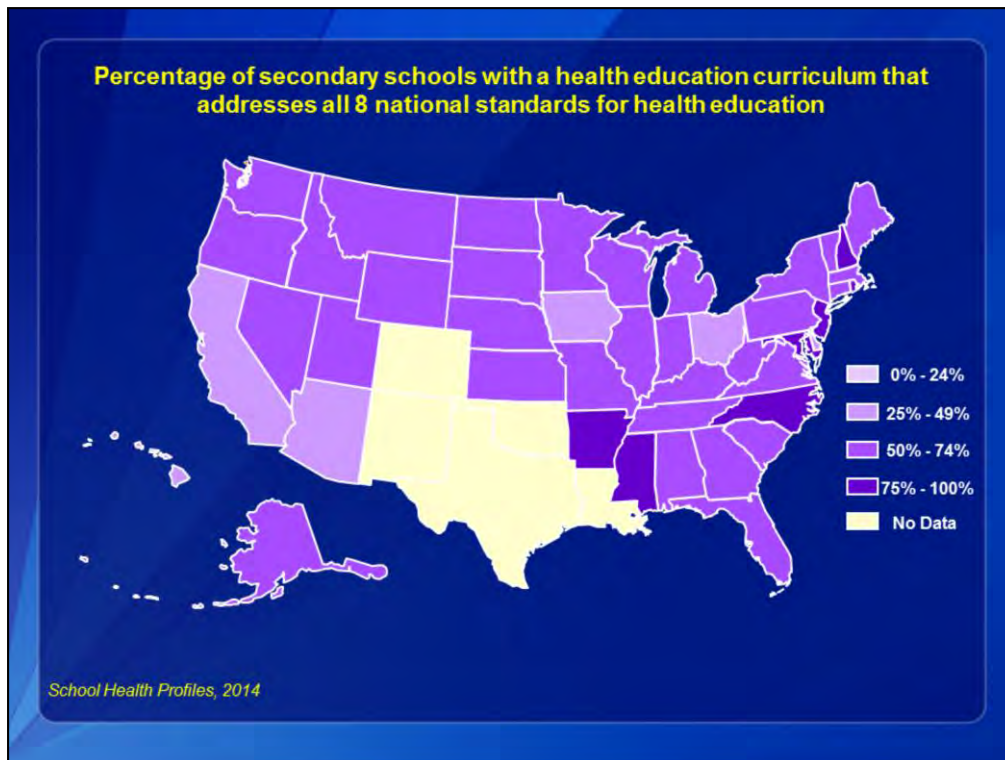 Percentage of secondary schools with a health education curriculum that
addresses all 8 national standards for health education
0% - 24%
25% - 49%
50% - 74%
75% - 100%
No Data
School Health Profiles, 2014